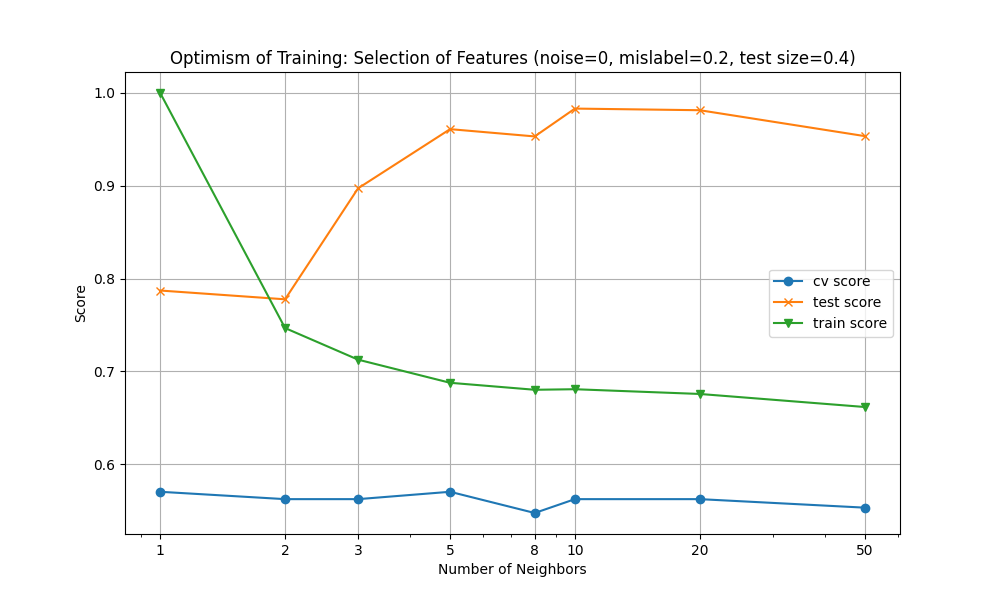 Optimism of Training: Selection of Features (noise=0, mislabel=0.2, test size=0.4)
1.0
0.9
0.8
0.7
0.6
Score
cv score
test score
train score
1 2 3 5 8 10 20 50
Number of Neighbors